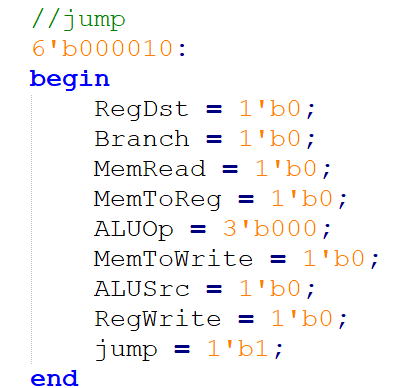 //jump
6'b000010:
begin
RegDst = 1'b0;
Branch = 1'b0;
MemRead = 1'b0;
MemToReg = 1'b0;
ALUOp = 3'b000;
MemToWrite = 1'b0;
ALUSrc = 1'b0;
RegWrite = 1'b0;
jump = 1'b1;
end